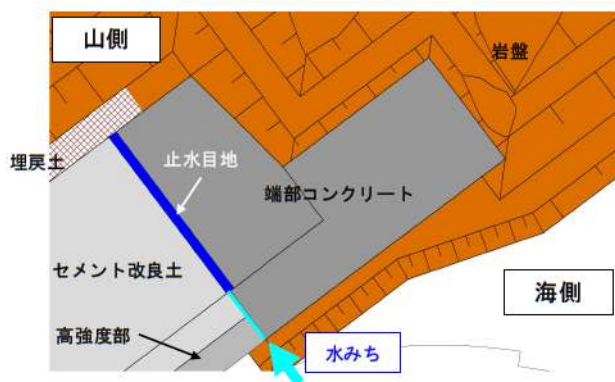 山側
岩盤
埋戻土
止水目地
端部コンクリート
セメント改良土
海側
高強度部
水みち